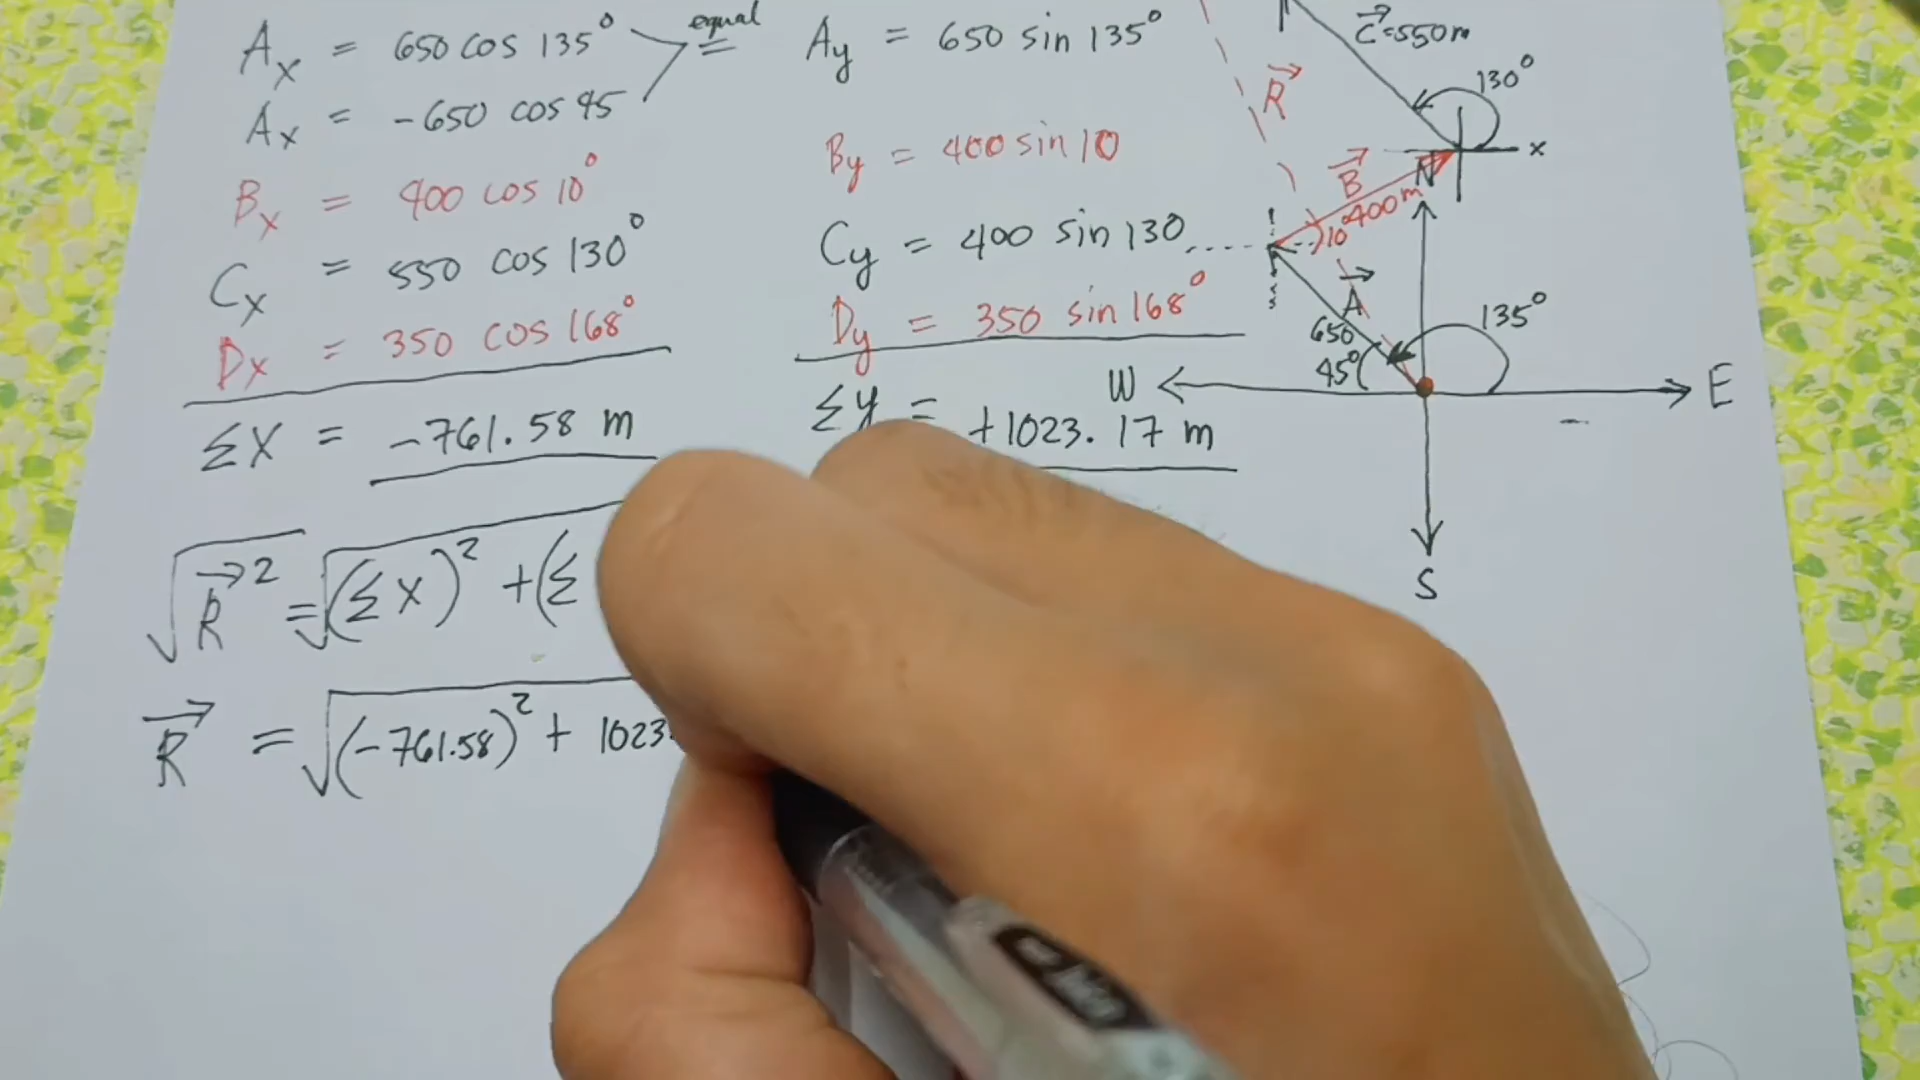 Ax = 650 cos 135° equal = Ay = 650 sin 135°
Ax = -650 cos 45
Bx = 400 cos 10° By = 400 sin 10
Cx = 550 cos 130° Cy = 400 sin 130
Dx = 350 cos 168° Dy = 350 sin 168°
ΣX = -761.58 m Σy = +1023.17 m
√R⃗² = √(Σx)² + (Σ
R⃗ = √(-761.58)² + 1023.
C⃗=550m
130°
R⃗
x
B⃗
N
400m
10°
A⃗
650
135°
45°
W
E
S